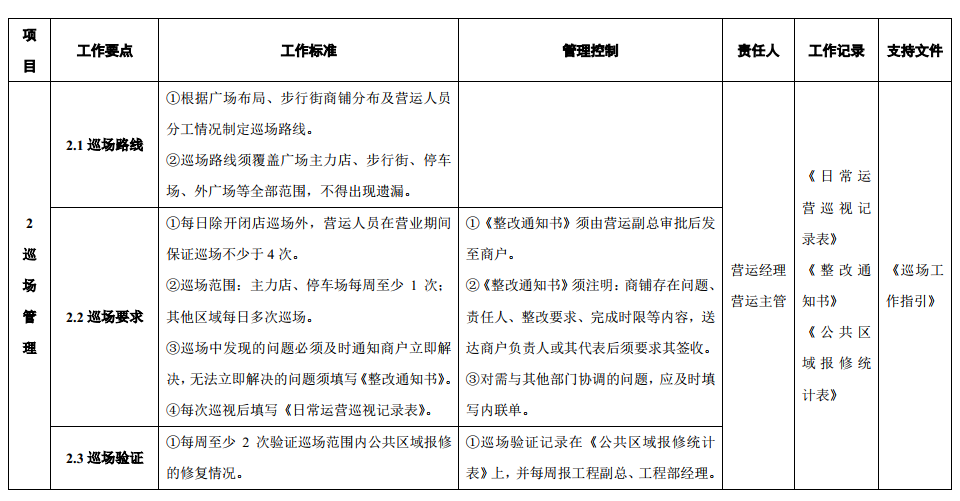 项
目
工作要点
工作标准
管理控制
责任人
工作记录
支持文件
2
巡
场
管
理
2.1 巡场路线
①根据广场布局、步行街商铺分布及营运人员
分工情况制定巡场路线。
②巡场路线须覆盖广场主力店、步行街、停车
场、外广场等全部范围，不得出现遗漏。
2.2 巡场要求
①每日除开闭店巡场外，营运人员在营业期间
保证巡场不少于 4 次。
②巡场范围：主力店、停车场每周至少 1 次；
其他区域每日多次巡场。
③巡场中发现的问题必须及时通知商户立即解
决，无法立即解决的问题须填写《整改通知书》。
④每次巡视后填写《日常运营巡视记录表》。
①《整改通知书》须由营运副总审批后发
至商户。
②《整改通知书》须注明：商铺存在问题、
责任人、整改要求、完成时限等内容，送
达商户负责人或其代表后须要求其签收。
③对需与其他部门协调的问题，应及时填
写内联单。
2.3 巡场验证
①每周至少 2 次验证巡场范围内公共区域报修
的修复情况。
①巡场验证记录在《公共区域报修统计
表》上，并每周报工程副总、工程部经理。
营运经理
营运主管
《日常运
营巡视记
录表》
《整改通
知书》
《公共区
域报修统
计表》
《巡场工
作指引》